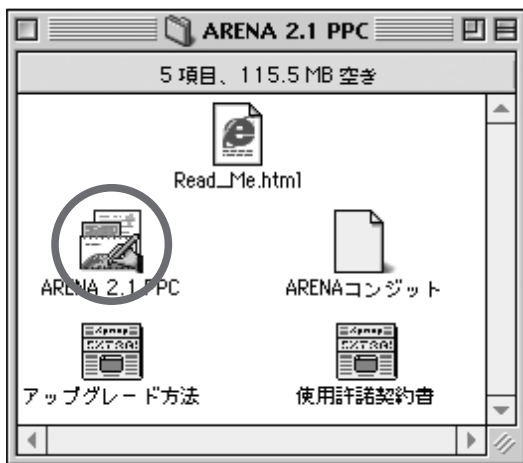 ARENA 2.1 PPC
5 項目、115.5 MB 空き
Read_Me.html
ARENA 2.1 PPC
ARENAコンジット
アップグレード方法
使用許諾契約書